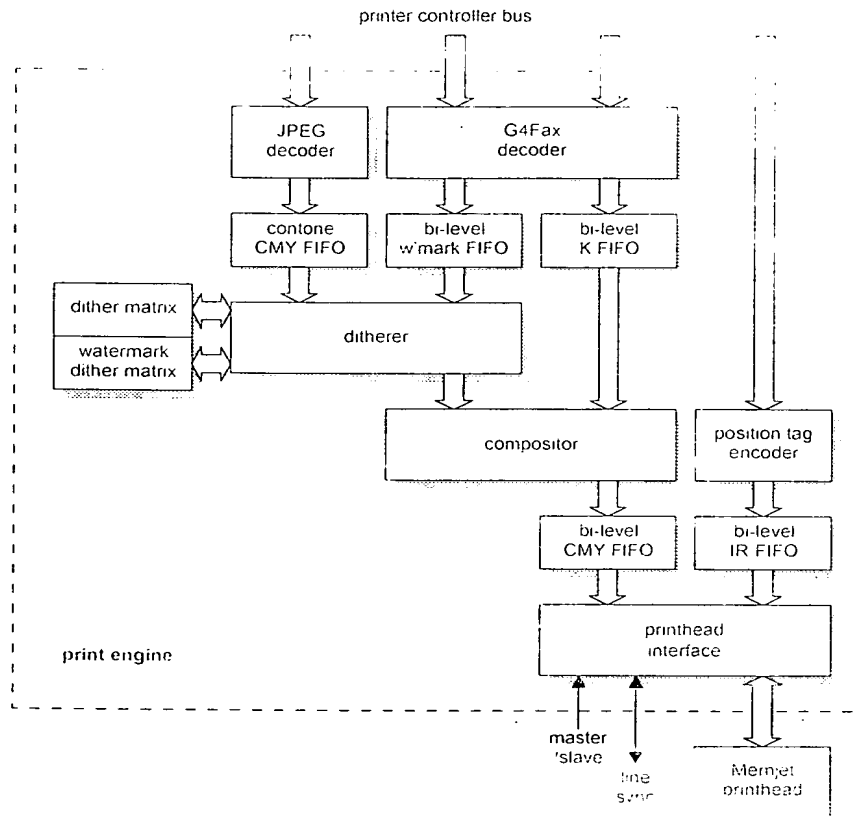 printer controller bus
JPEG
decoder
G4Fax
decoder
contone
CMY FIFO
bi-level
w'mark FIFO
bi-level
K FIFO
dither matrix
watermark
dither matrix
ditherer
compositor
position tag
encoder
bi-level
CMY FIFO
bi-level
IR FIFO
printhead
interface
print engine
master
/slave
line
sync
Memjet
printhead